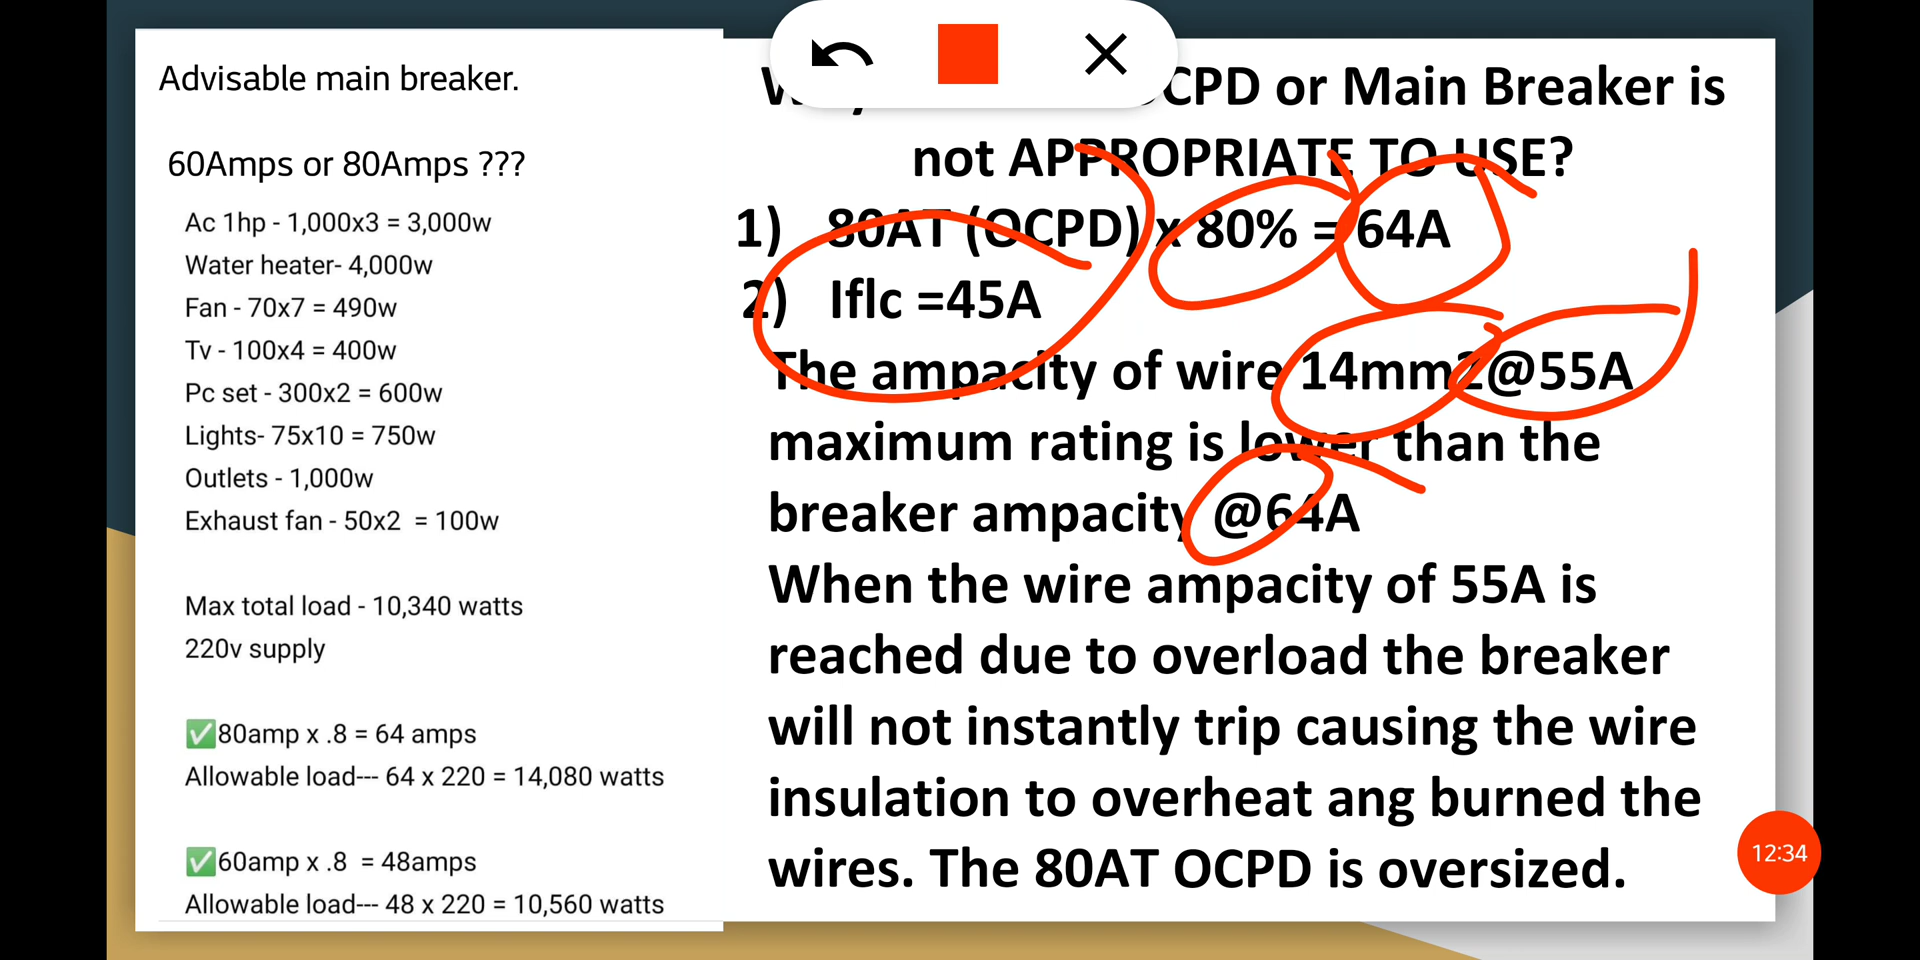 Advisable main breaker.
60Amps or 80Amps ???
Ac 1hp - 1,000x3 = 3,000w
Water heater- 4,000w
Fan - 70x7 = 490w
Tv - 100x4 = 400w
Pc set - 300x2 = 600w
Lights- 75x10 = 750w
Outlets - 1,000w
Exhaust fan - 50x2 = 100w
Max total load - 10,340 watts
220v supply
✅80amp x .8 = 64 amps
Allowable load--- 64 x 220 = 14,080 watts
✅60amp x .8 = 48amps
Allowable load--- 48 x 220 = 10,560 watts
OCPD or Main Breaker is
not APPROPRIATE TO USE?
1) 80AT (OCPD) x 80% = 64A
2) Iflc =45A
The ampacity of wire 14mm2@55A
maximum rating is lower than the
breaker ampacity @64A
When the wire ampacity of 55A is
reached due to overload the breaker
will not instantly trip causing the wire
insulation to overheat ang burned the
wires. The 80AT OCPD is oversized.
12:34